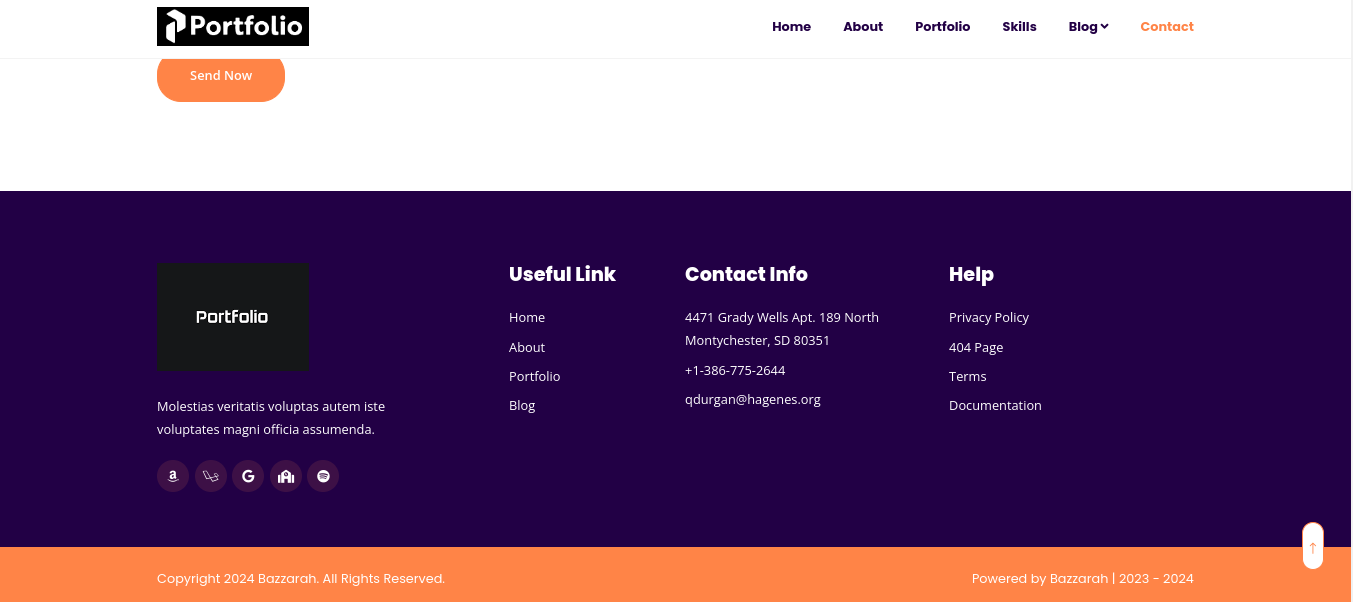 Portfolio
Home About Portfolio Skills Blog Contact
Send Now
Portfolio
Molestias veritatis voluptas autem iste
voluptates magni officia assumenda.
Useful Link
Home
About
Portfolio
Blog
Contact Info
4471 Grady Wells Apt. 189 North
Montychester, SD 80351
+1-386-775-2644
qdurgan@hagenes.org
Help
Privacy Policy
404 Page
Terms
Documentation
Copyright 2024 Bazzarah. All Rights Reserved.
Powered by Bazzarah | 2023 - 2024